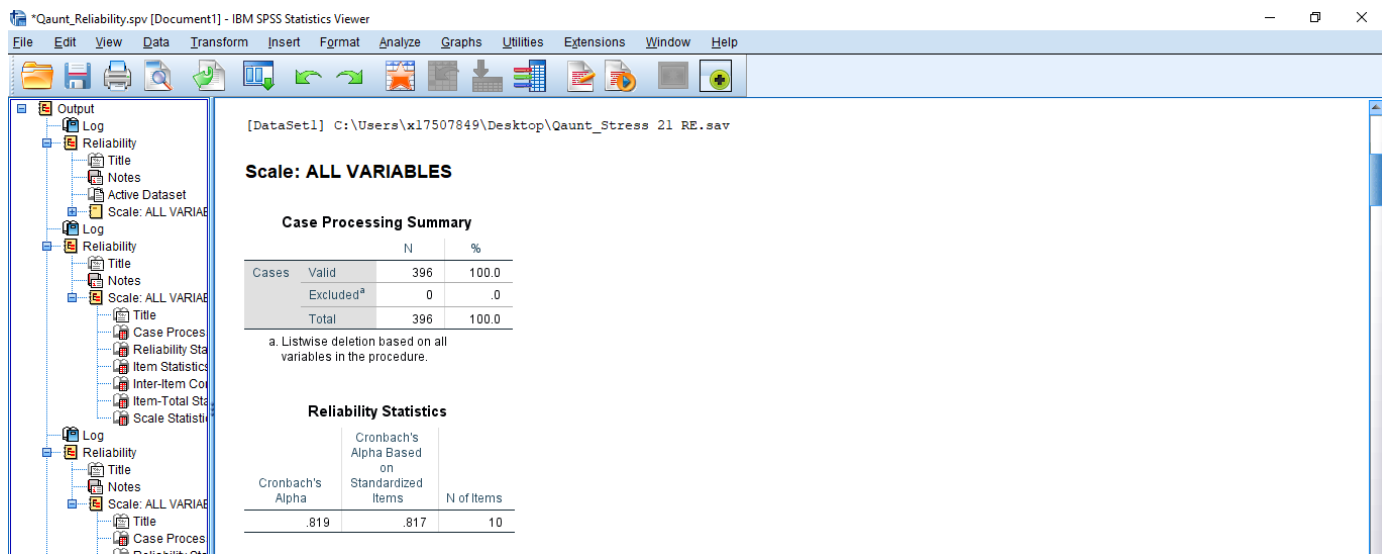 *Qaunt_Reliability.spv [Document1] - IBM SPSS Statistics Viewer
File Edit View Data Transform Insert Format Analyze Graphs Utilities Extensions Window Help
Output
Log
Reliability
Title
Notes
Active Dataset
Scale: ALL VARIAB
Log
Reliability
Title
Notes
Scale: ALL VARIAB
Title
Case Proces
Reliability Sta
Item Statistics
Inter-Item Cor
Item-Total Sta
Scale Statisti
Log
Reliability
Title
Notes
Scale: ALL VARIAB
Title
Case Proces
[DataSet1] C:\Users\x17507849\Desktop\Qaunt_Stress 21 RE.sav
Scale: ALL VARIABLES
Case Processing Summary
N %
Cases Valid 396 100.0
Excluded^a 0 .0
Total 396 100.0
a. Listwise deletion based on all
variables in the procedure.
Reliability Statistics
Cronbach's
Alpha
Cronbach's
Alpha Based
on
Standardized
Items
N of Items
.819 .817 10